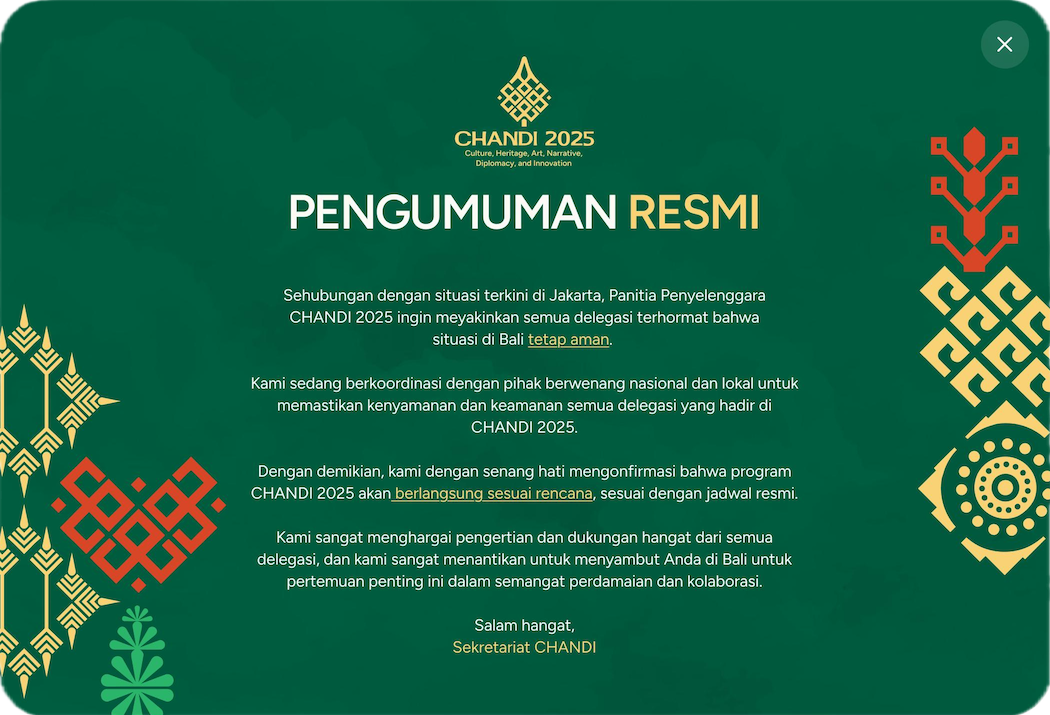 CHANDI 2025
Culture, Heritage, Art, Narrative,
Diplomacy, and Innovation
PENGUMUMAN RESMI
Sehubungan dengan situasi terkini di Jakarta, Panitia Penyelenggara
CHANDI 2025 ingin meyakinkan semua delegasi terhormat bahwa
situasi di Bali tetap aman.
Kami sedang berkoordinasi dengan pihak berwenang nasional dan lokal untuk
memastikan kenyamanan dan keamanan semua delegasi yang hadir di
CHANDI 2025.
Dengan demikian, kami dengan senang hati mengonfirmasi bahwa program
CHANDI 2025 akan berlangsung sesuai rencana, sesuai dengan jadwal resmi.
Kami sangat menghargai pengertian dan dukungan hangat dari semua
delegasi, dan kami sangat menantikan untuk menyambut Anda di Bali untuk
pertemuan penting ini dalam semangat perdamaian dan kolaborasi.
Salam hangat,
Sekretariat CHANDI